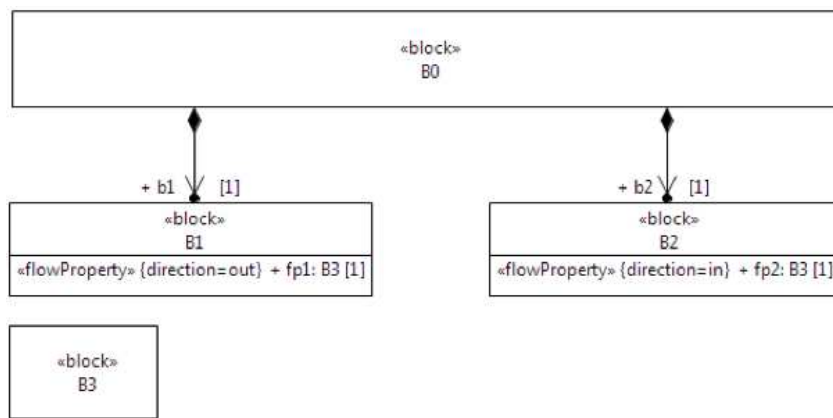 «block»
B0
+ b1 [1]
+ b2 [1]
«block»
B1
«flowProperty» {direction=out} + fp1: B3 [1]
«block»
B2
«flowProperty» {direction=in} + fp2: B3 [1]
«block»
B3